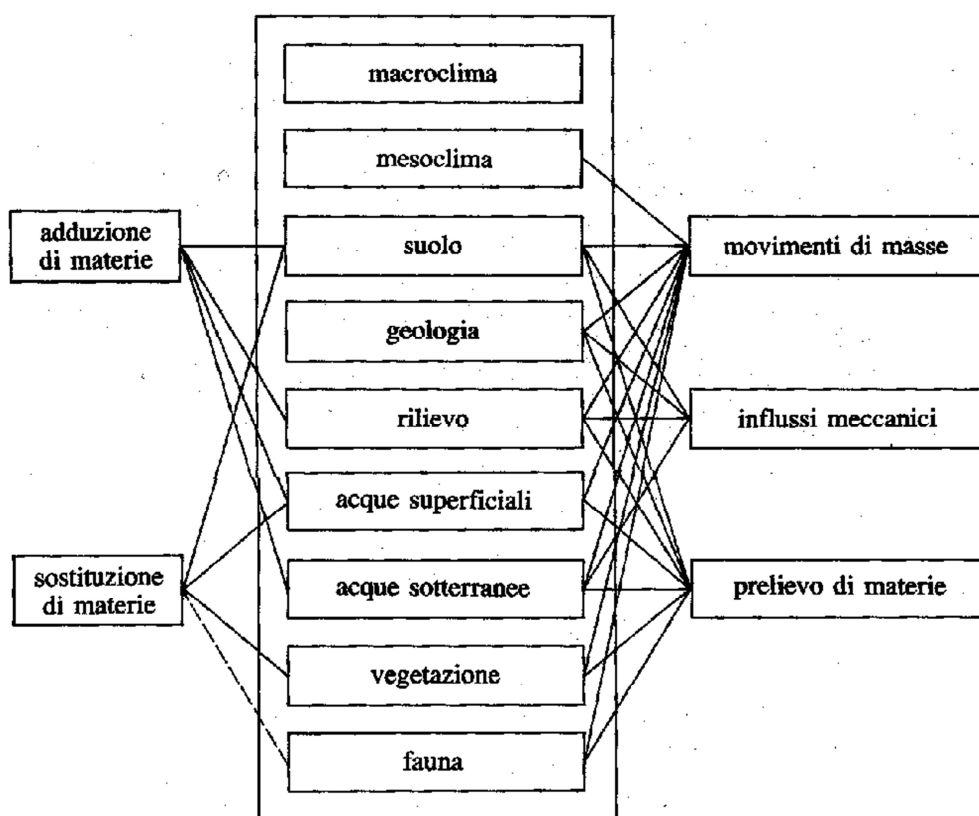 macroclima
mesoclima
adduzione
di materie
suolo
movimenti di masse
geologia
rilievo
influssi meccanici
acque superficiali
sostituzione
di materie
acque sotterranee
prelievo di materie
vegetazione
fauna